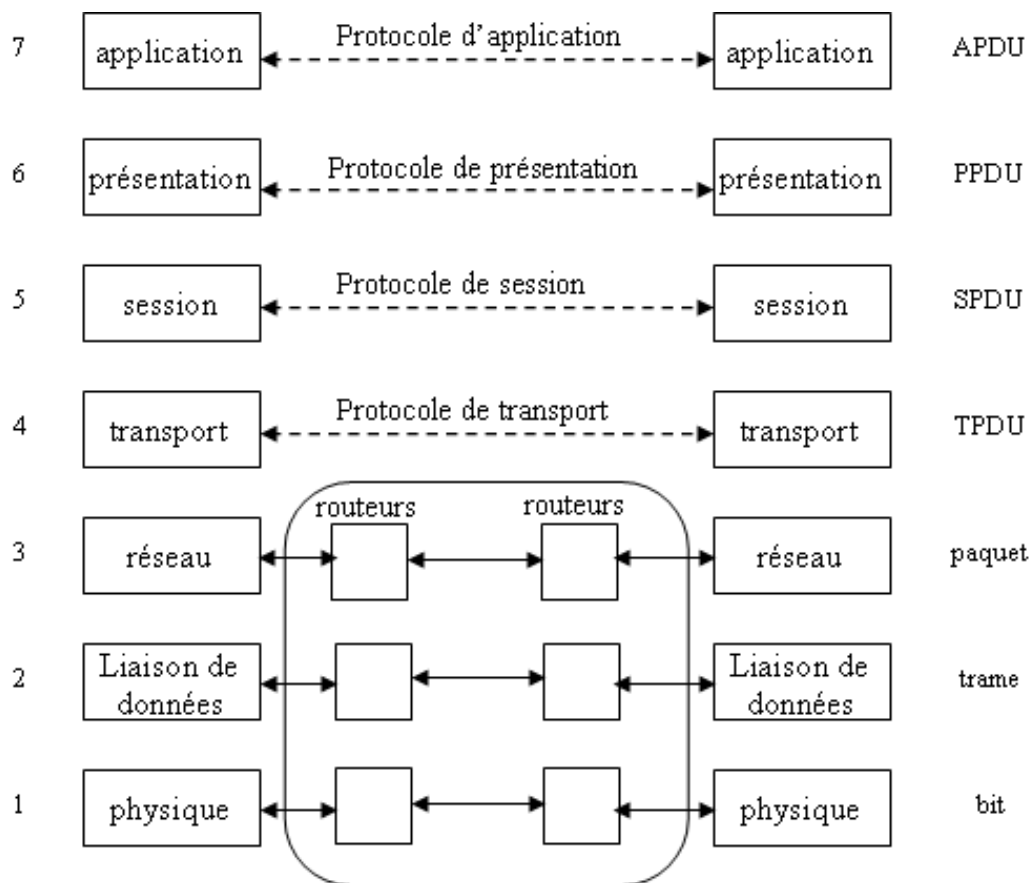 7 application Protocole d'application application APDU
6 présentation Protocole de présentation présentation PPDU
5 session Protocole de session session SPDU
4 transport Protocole de transport transport TPDU
routeurs routeurs
3 réseau réseau paquet
2 Liaison de données Liaison de données trame
1 physique physique bit